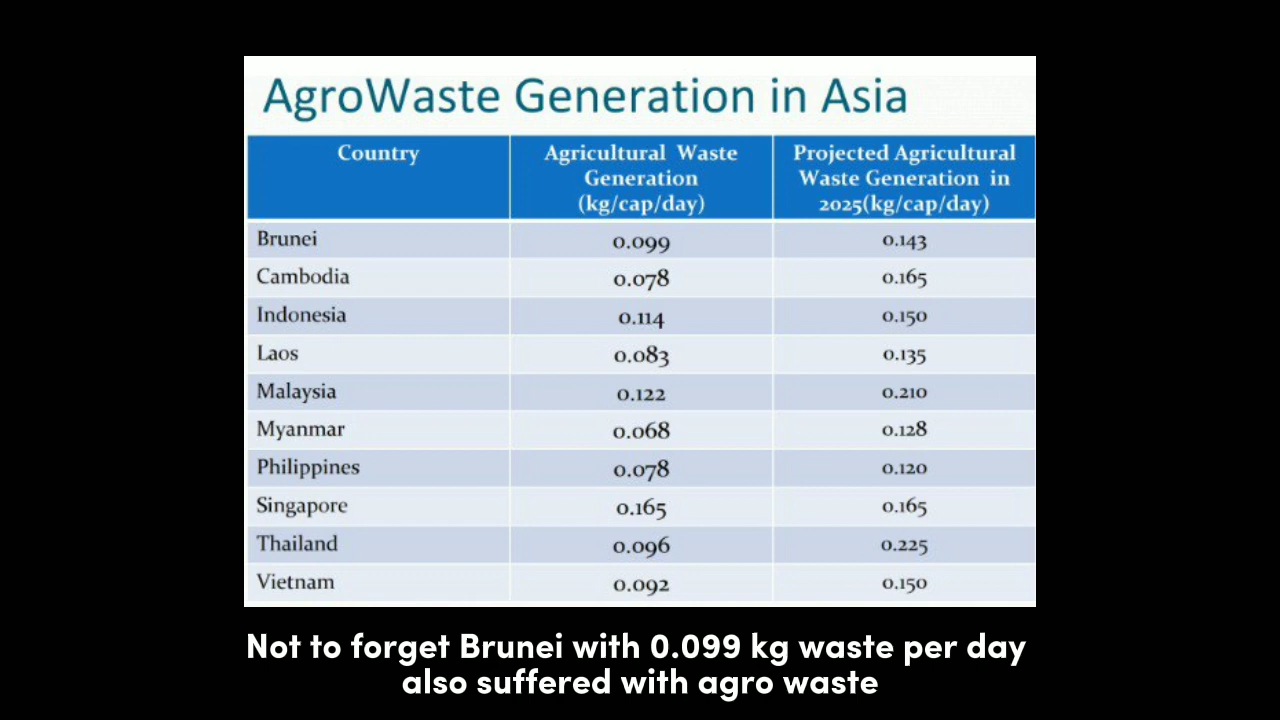 AgroWaste Generation in Asia
Country Agricultural Waste Generation (kg/cap/day) Projected Agricultural Waste Generation in 2025(kg/cap/day)
Brunei 0.099 0.143
Cambodia 0.078 0.165
Indonesia 0.114 0.150
Laos 0.083 0.135
Malaysia 0.122 0.210
Myanmar 0.068 0.128
Philippines 0.078 0.120
Singapore 0.165 0.165
Thailand 0.096 0.225
Vietnam 0.092 0.150
Not to forget Brunei with 0.099 kg waste per day
also suffered with agro waste